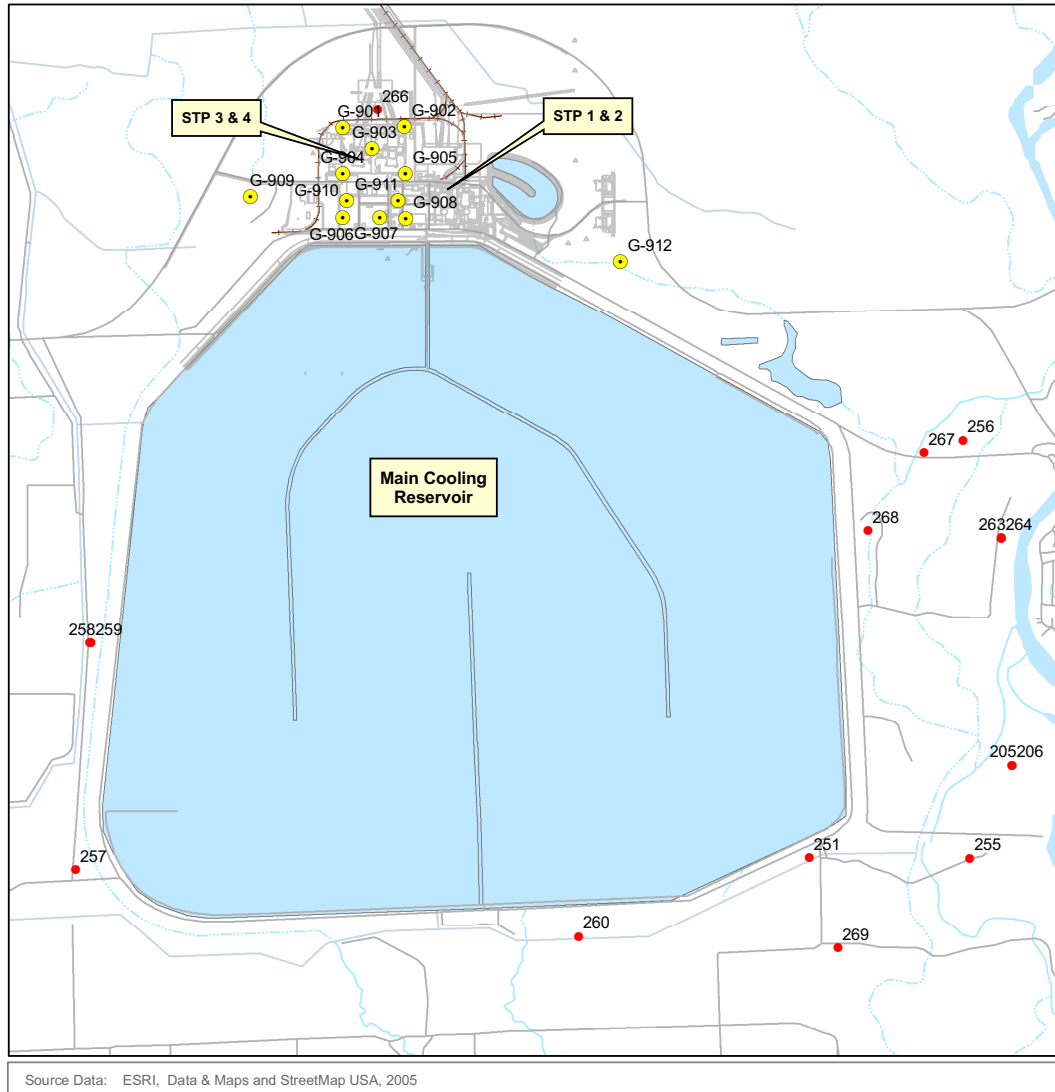 266
G-901
G-902
STP 3 & 4
STP 1 & 2
G-903
G-904
G-905
G-909
G-910
G-911
G-908
G-906
G-907
G-912
Main Cooling
Reservoir
256
267
268
263264
258259
205206
257
251
255
260
269
Source Data: ESRI, Data & Maps and StreetMap USA, 2005